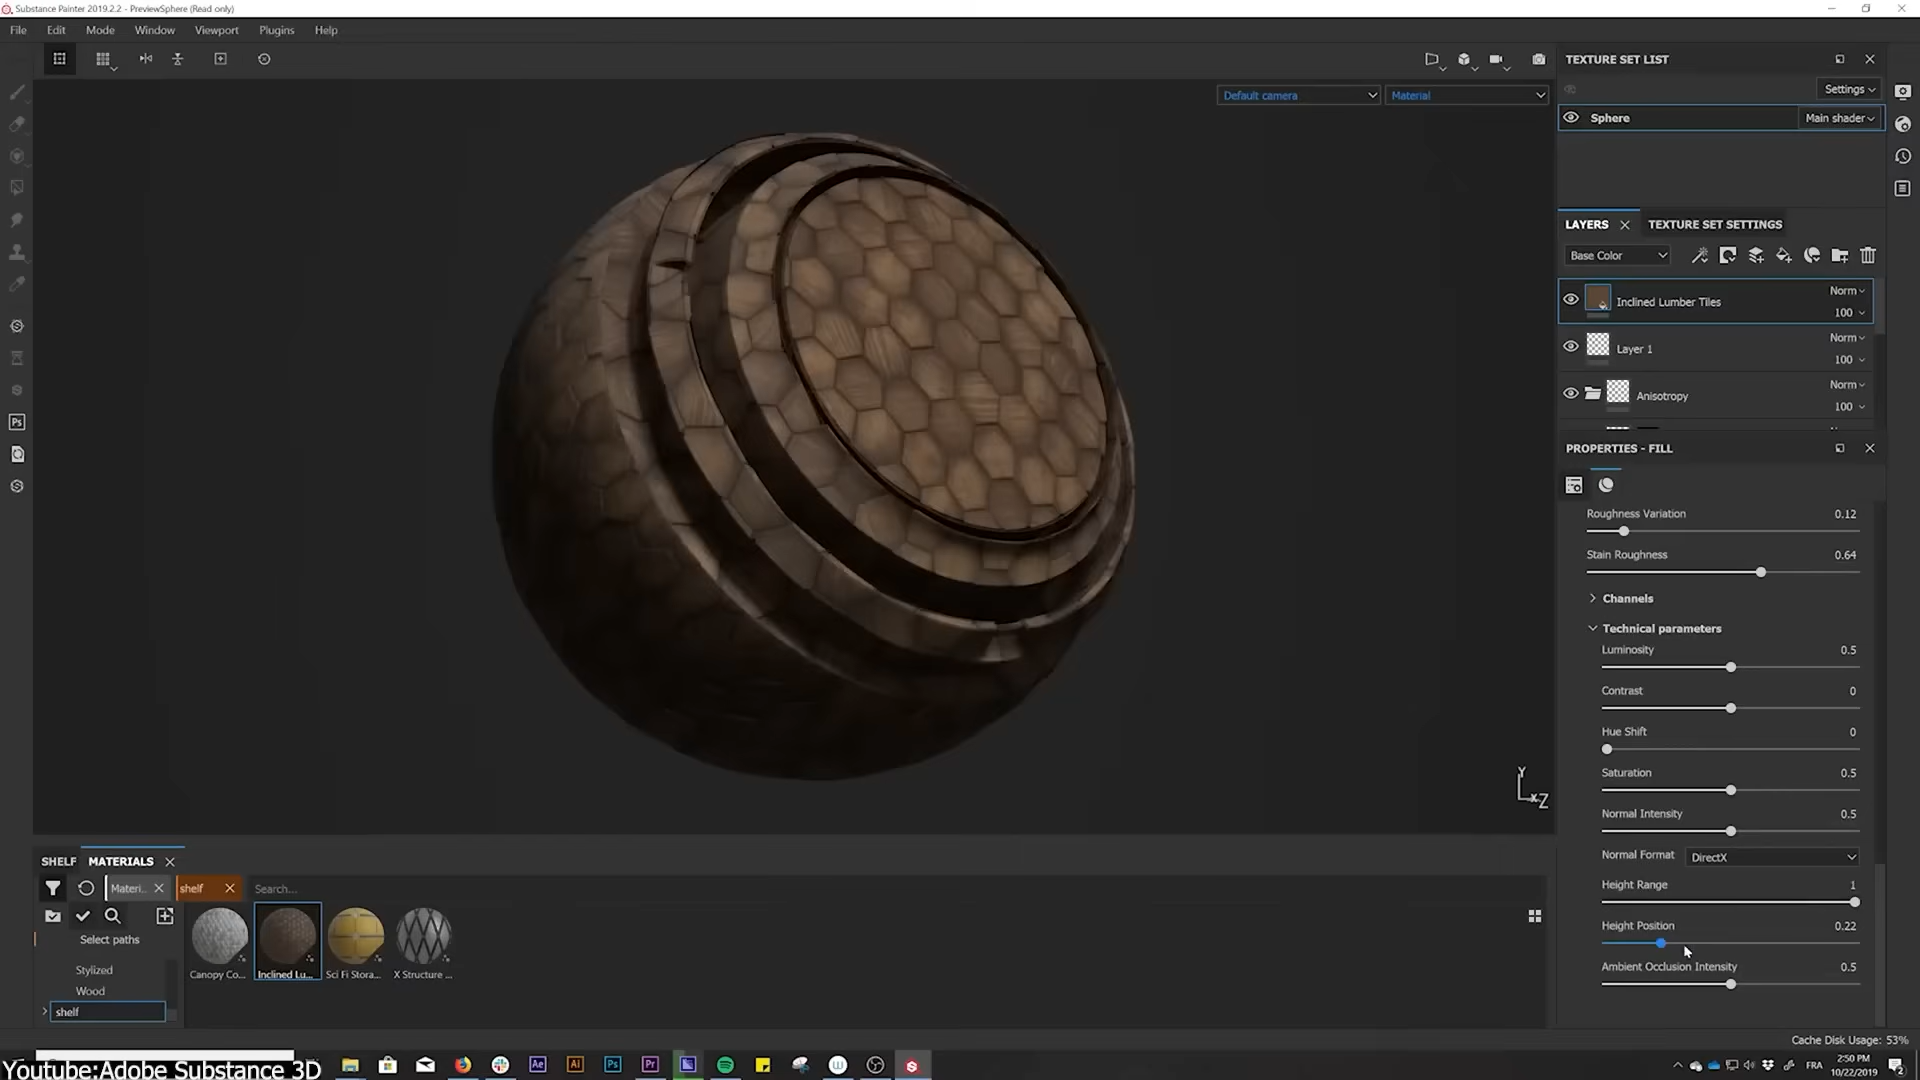 Substance Painter 2019.2.2 - PreviewSphere (Read only)
File Edit Mode Window Viewport Plugins Help
Default camera
Material
TEXTURE SET LIST
Settings
Sphere
Main shader
LAYERS
TEXTURE SET SETTINGS
Base Color
Inclined Lumber Tiles
Norm
100
Layer 1
Norm
100
Anisotropy
Norm
100
PROPERTIES - FILL
Roughness Variation 0.12
Stain Roughness 0.64
Channels
Technical parameters
Luminosity 0.5
Contrast 0
Hue Shift 0
Saturation 0.5
Normal Intensity 0.5
Normal Format DirectX
Height Range 1
Height Position 0.22
Ambient Occlusion Intensity 0.5
Y
X Z
SHELF MATERIALS
Materi...
shelf
Search...
Select paths
Stylized
Wood
shelf
Canopy Co...
Inclined Lu...
Sci Fi Stora...
X Structure ...
Cache Disk Usage: 53%
Youtube:Adobe Substance 3D
Ps
Ae
Ai
Ps
Pr
FRA
2:50 PM
10/22/2019
2